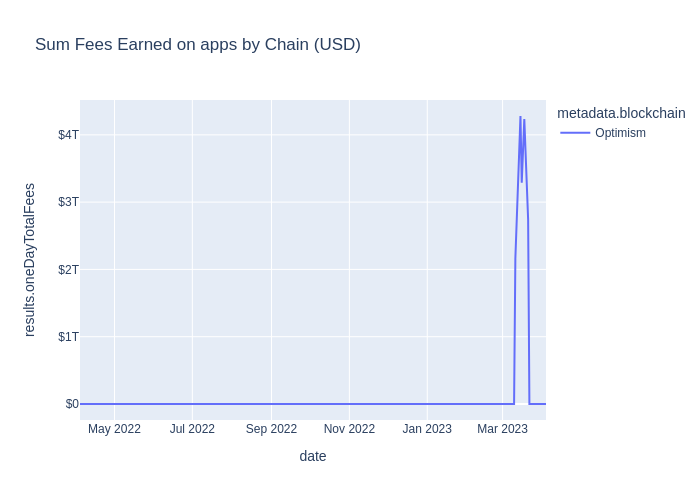 Sum Fees Earned on apps by Chain (USD)
metadata.blockchain
Optimism
results.oneDayTotalFees
$4T
$3T
$2T
$1T
$0
May 2022
Jul 2022
Sep 2022
Nov 2022
Jan 2023
Mar 2023
date